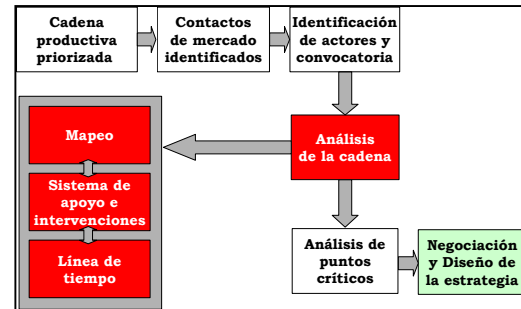 Cadena
productiva
priorizada
Contactos
de mercado
identificados
Identificación
de actores y
convocatoria
Mapeo
Sistema de
apoyo e
intervenciones
Línea de
tiempo
Análisis
de la cadena
Análisis de
puntos
críticos
Negociación
y Diseño de
la estrategia